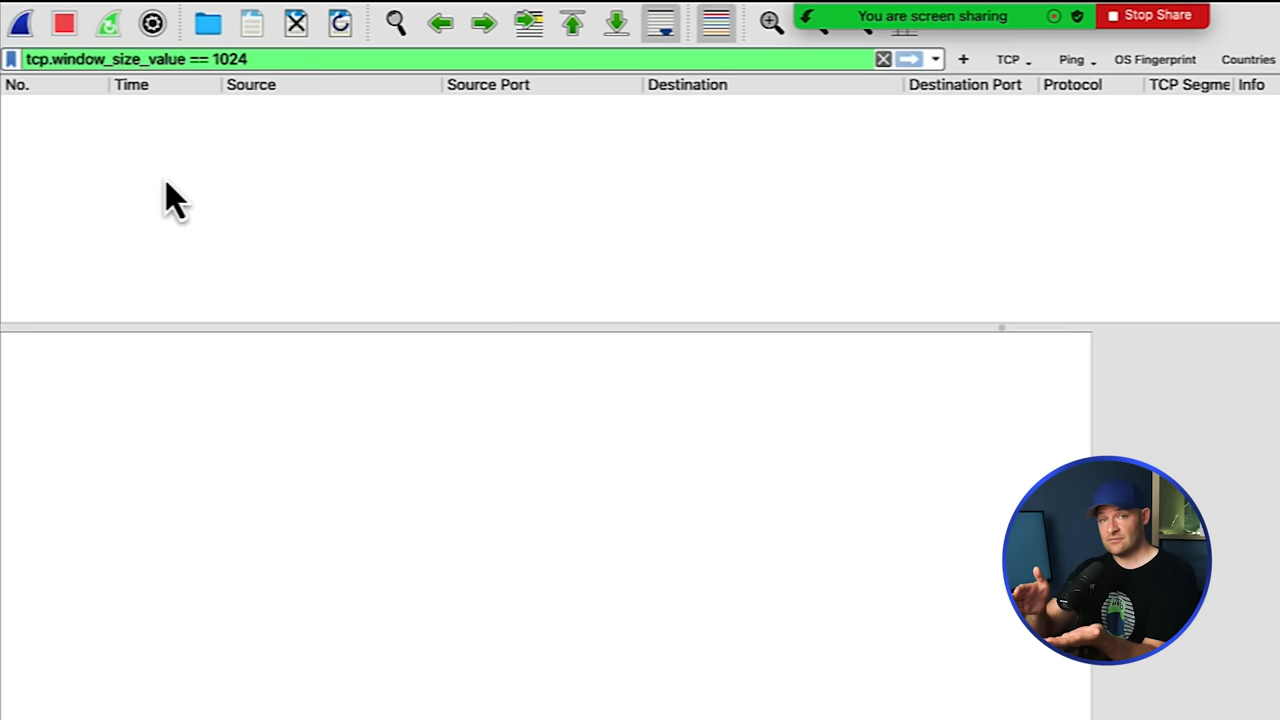 You are screen sharing
Stop Share
tcp.window_size_value == 1024
TCP
Ping
OS Fingerprint
Countries
No. Time Source Source Port Destination Destination Port Protocol TCP Segme Info